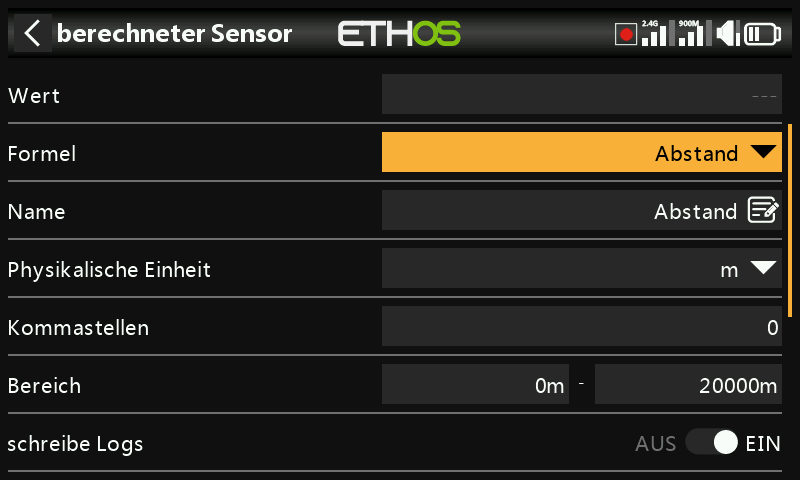 berechneter Sensor ETHOS 2.4G 900M
Wert ---
Formel Abstand
Name Abstand
Physikalische Einheit m
Kommastellen 0
Bereich 0m - 20000m
schreibe Logs AUS EIN